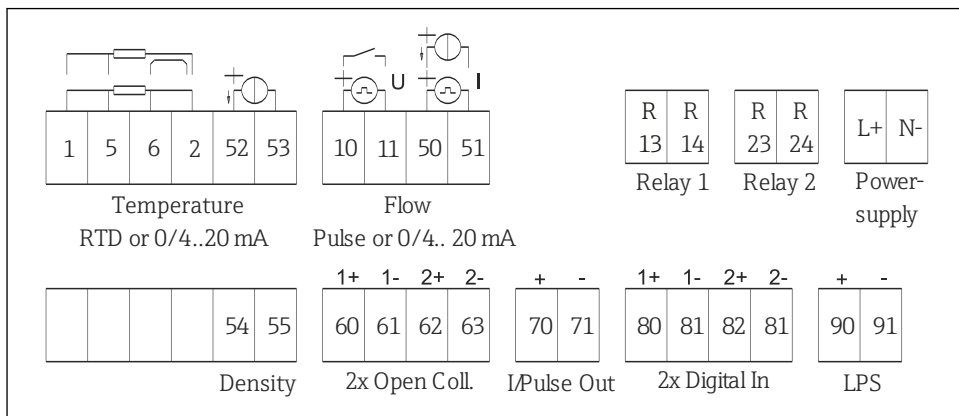 U I
1 5 6 2 52 53 10 11 50 51 R 13 R 14 R 23 R 24 L+ N-
Temperature Flow Relay 1 Relay 2 Power-
RTD or 0/4..20 mA Pulse or 0/4.. 20 mA supply
1+ 1- 2+ 2- + - 1+ 1- 2+ 2- + -
54 55 60 61 62 63 70 71 80 81 82 81 90 91
Density 2x Open Coll. I/Pulse Out 2x Digital In LPS